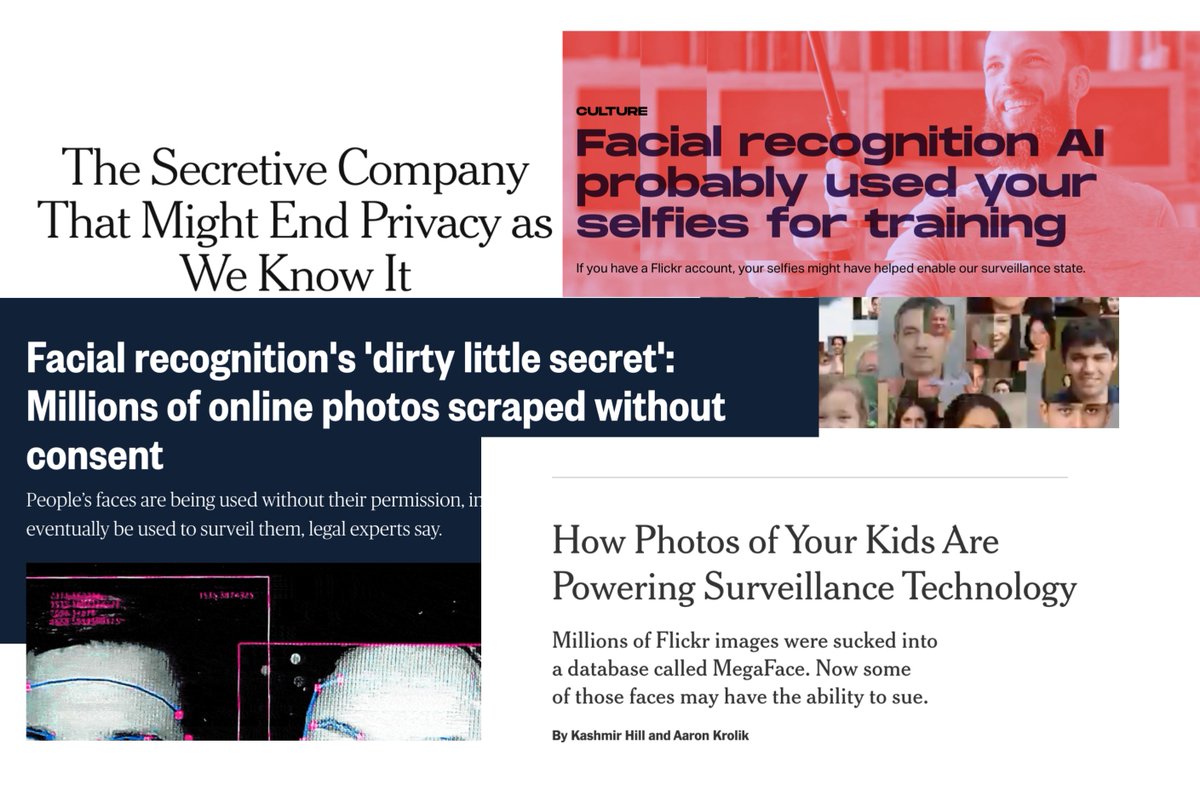 The Secretive Company
That Might End Privacy as
We Know It
CULTURE
Facial recognition AI
probably used your
selfies for training
If you have a Flickr account, your selfies might have helped enable our surveillance state.
Facial recognition's 'dirty little secret':
Millions of online photos scraped without
consent
People's faces are being used without their permission, in
eventually be used to surveil them, legal experts say.
How Photos of Your Kids Are
Powering Surveillance Technology
Millions of Flickr images were sucked into
a database called MegaFace. Now some
of those faces may have the ability to sue.
By Kashmir Hill and Aaron Krolik